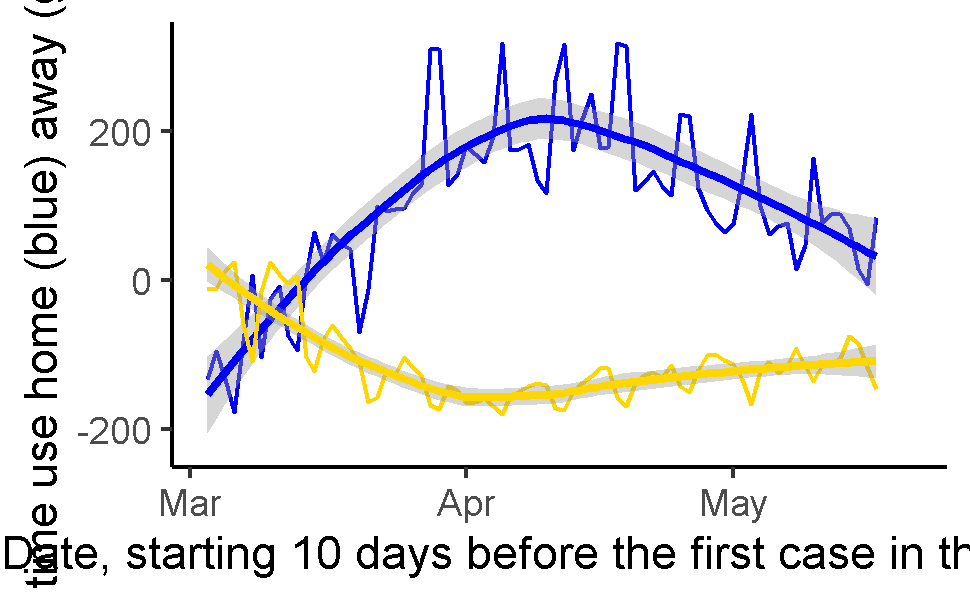 time use home (blue) away (
200
0
-200
Mar Apr May
Date, starting 10 days before the first case in th